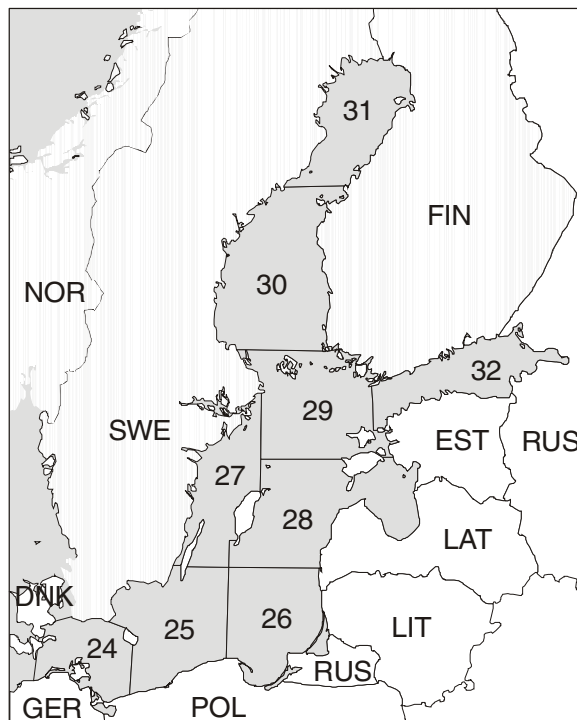 31
FIN
30
NOR
32
29
SWE
EST
RUS
27
28
LAT
DNK
25
26
LIT
24
RUS
GER
POL